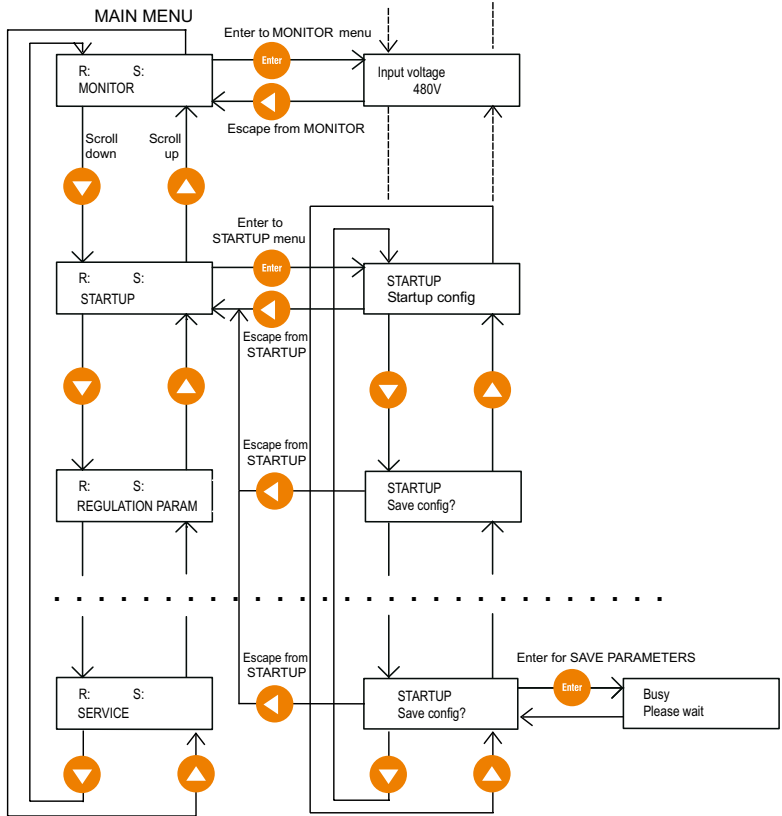 MAIN MENU
Enter to MONITOR menu
Enter
R: S:
MONITOR
Input voltage
480V
Escape from MONITOR
Scroll
down
Scroll
up
Enter to
STARTUP menu
Enter
R: S:
STARTUP
STARTUP
Startup config
Escape from
STARTUP
Escape from
STARTUP
R: S:
REGULATION PARAM
STARTUP
Save config?
Escape from
STARTUP
Enter for SAVE PARAMETERS
Enter
R: S:
SERVICE
STARTUP
Save config?
Busy
Please wait